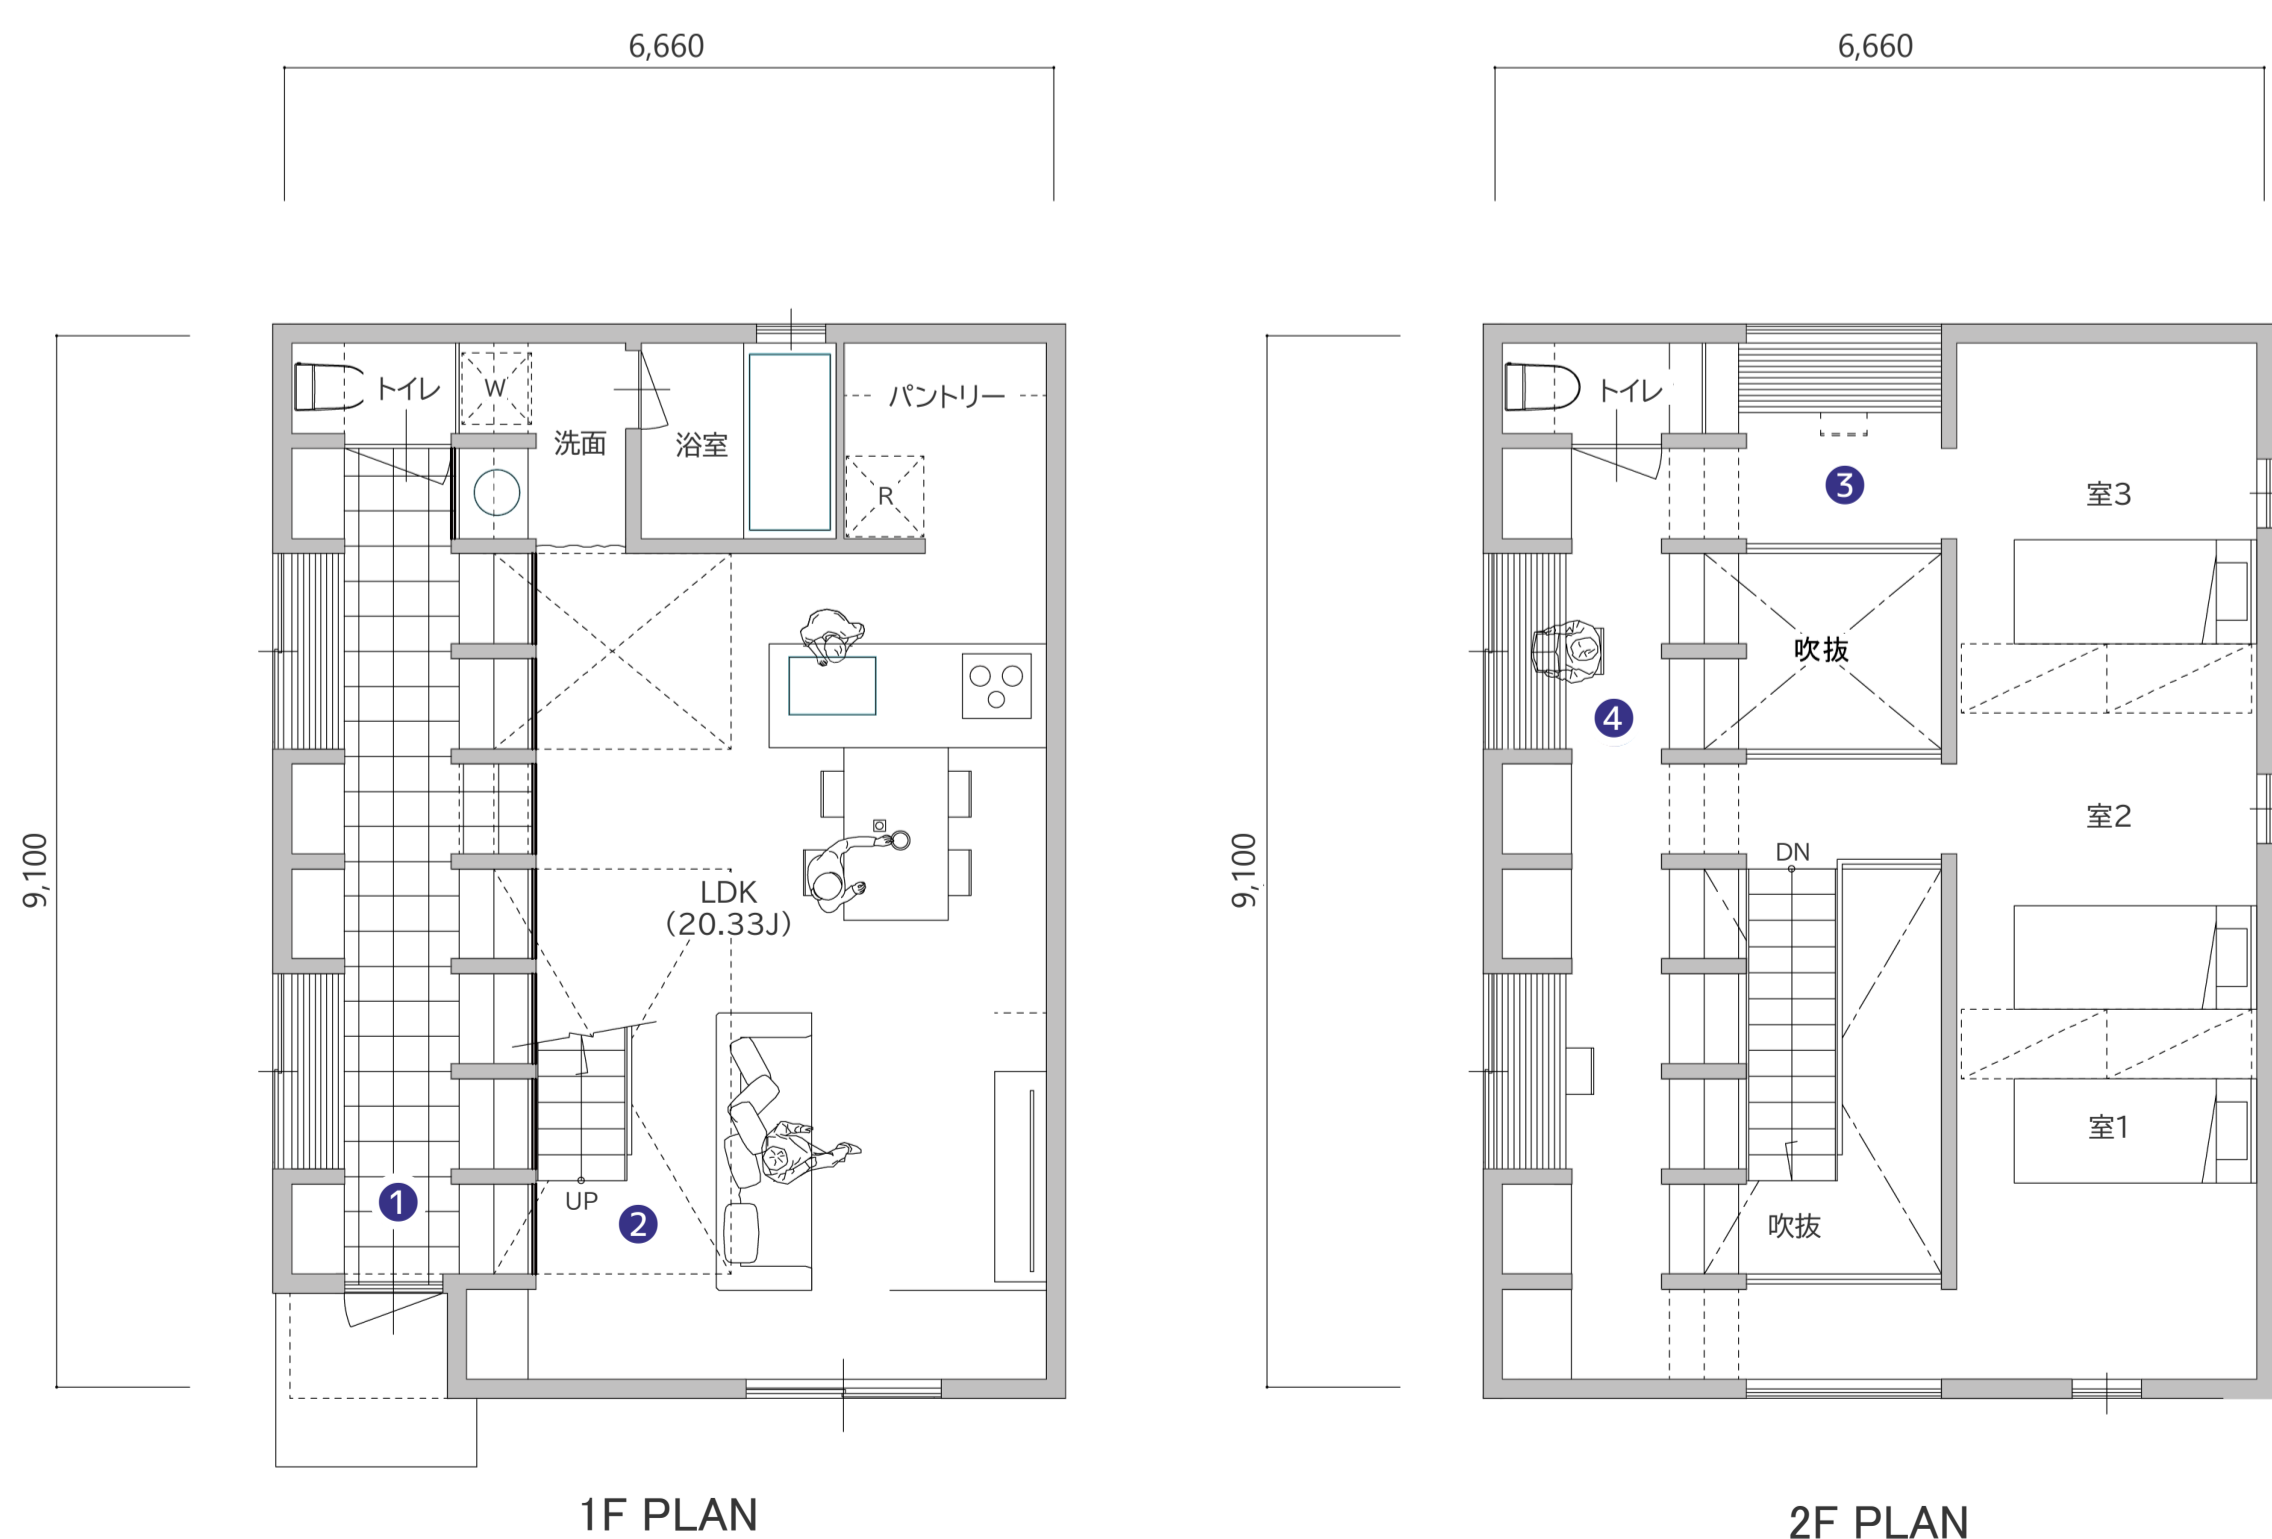 6,660
9,100
トイレ
W
洗面
浴室
パントリー
R
LDK
(20.33J)
UP
1
2
1F PLAN
6,660
9,100
トイレ
3
室3
吹抜
4
室2
DN
室1
吹抜
2F PLAN